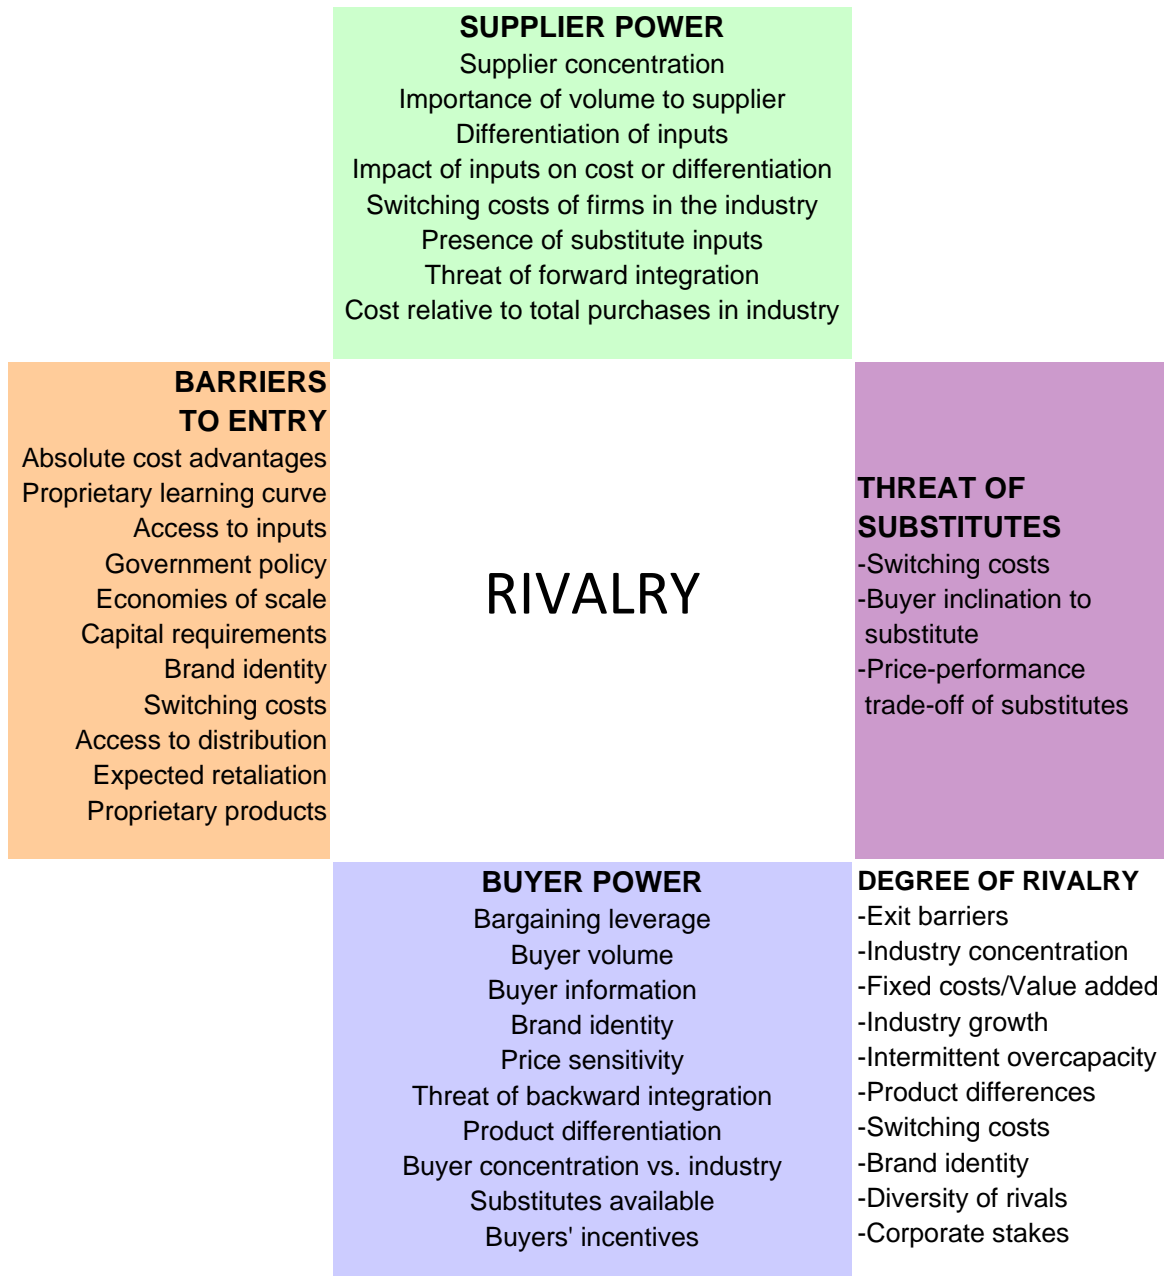 SUPPLIER POWER
Supplier concentration
Importance of volume to supplier
Differentiation of inputs
Impact of inputs on cost or differentiation
Switching costs of firms in the industry
Presence of substitute inputs
Threat of forward integration
Cost relative to total purchases in industry
BARRIERS
TO ENTRY
Absolute cost advantages
Proprietary learning curve
Access to inputs
Government policy
Economies of scale
Capital requirements
Brand identity
Switching costs
Access to distribution
Expected retaliation
Proprietary products
RIVALRY
THREAT OF
SUBSTITUTES
-Switching costs
-Buyer inclination to
substitute
-Price-performance
trade-off of substitutes
BUYER POWER
Bargaining leverage
Buyer volume
Buyer information
Brand identity
Price sensitivity
Threat of backward integration
Product differentiation
Buyer concentration vs. industry
Substitutes available
Buyers' incentives
DEGREE OF RIVALRY
-Exit barriers
-Industry concentration
-Fixed costs/Value added
-Industry growth
-Intermittent overcapacity
-Product differences
-Switching costs
-Brand identity
-Diversity of rivals
-Corporate stakes